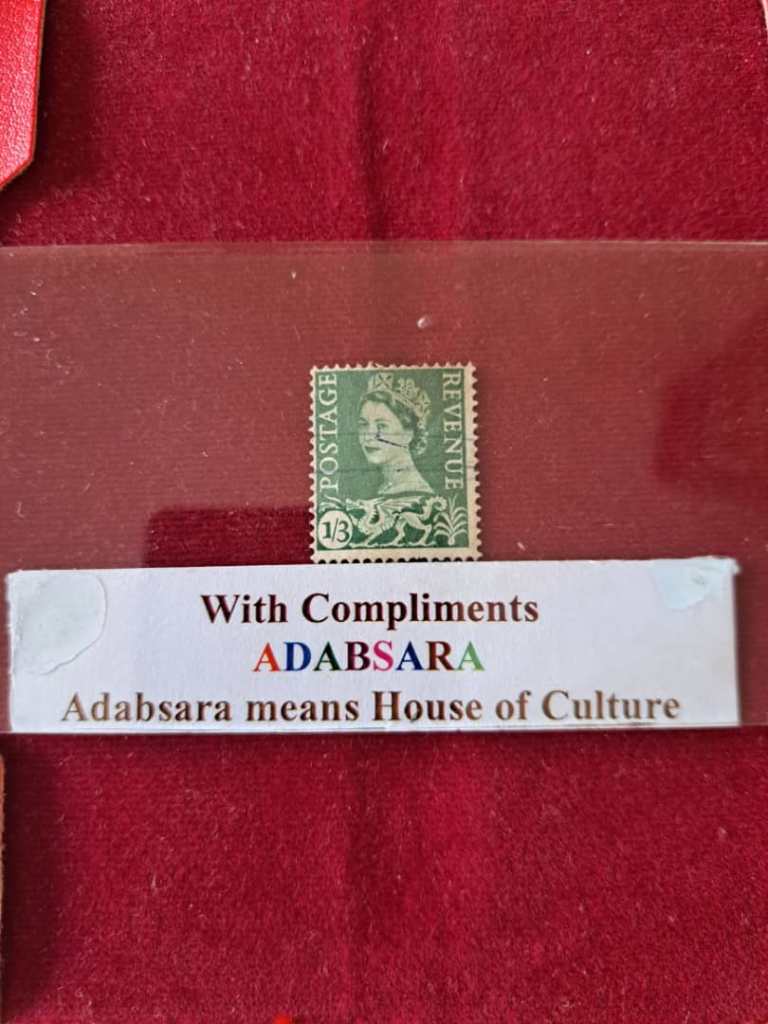 POSTAGE
REVENUE
1/3
With Compliments
ADABSARA
Adabsara means House of Culture